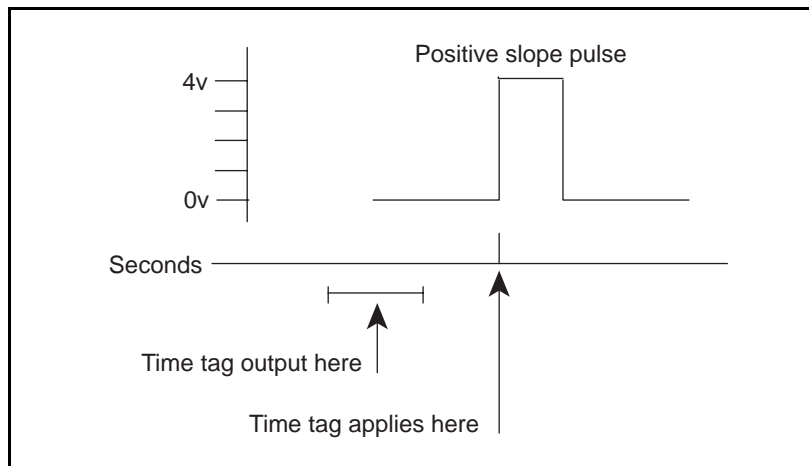 Positive slope pulse
4v
0v
Seconds
Time tag output here
Time tag applies here